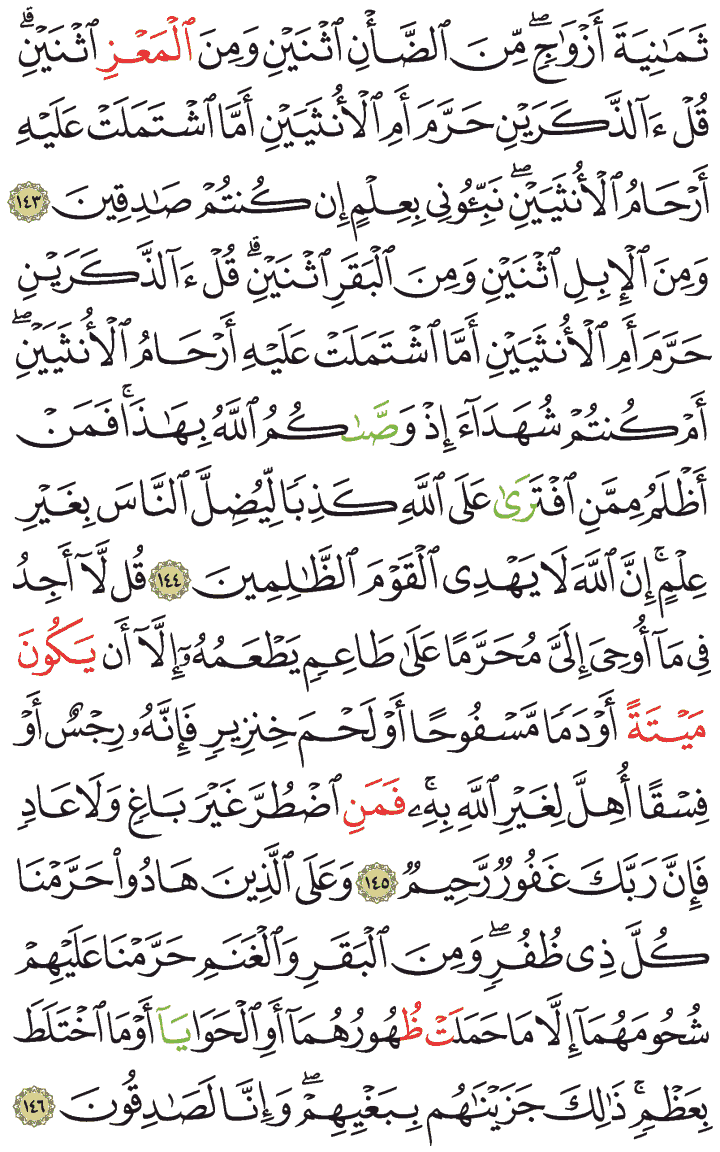 ثَمَٰنِيَةَ أَزْوَٰجٍۖ مِّنَ ٱلضَّأْنِ ٱثْنَيْنِ وَمِنَ ٱلْمَعْزِ ٱثْنَيْنِۗ
قُلْ ءَآلذَّكَرَيْنِ حَرَّمَ أَمِ ٱلْأُنثَيَيْنِ أَمَّا ٱشْتَمَلَتْ عَلَيْهِ
أَرْحَامُ ٱلْأُنثَيَيْنِۖ نَبِّـُٔونِى بِعِلْمٍ إِن كُنتُمْ صَٰدِقِينَ ١٤٣
وَمِنَ ٱلْإِبِلِ ٱثْنَيْنِ وَمِنَ ٱلْبَقَرِ ٱثْنَيْنِۗ قُلْ ءَآلذَّكَرَيْنِ
حَرَّمَ أَمِ ٱلْأُنثَيَيْنِ أَمَّا ٱشْتَمَلَتْ عَلَيْهِ أَرْحَامُ ٱلْأُنثَيَيْنِۖ
أَمْ كُنتُمْ شُهَدَآءَ إِذْ وَصَّىٰكُمُ ٱللَّهُ بِهَٰذَاۚ فَمَنْ
أَظْلَمُ مِمَّنِ ٱفْتَرَىٰ عَلَى ٱللَّهِ كَذِبًا لِّيُضِلَّ ٱلنَّاسَ بِغَيْرِ
عِلْمٍۚ إِنَّ ٱللَّهَ لَا يَهْدِى ٱلْقَوْمَ ٱلظَّٰلِمِينَ ١٤٤ قُل لَّآ أَجِدُ
فِى مَآ أُوحِىَ إِلَىَّ مُحَرَّمًا عَلَىٰ طَاعِمٍ يَطْعَمُهُۥٓ إِلَّآ أَن يَكُونَ
مَيْتَةً أَوْ دَمًا مَّسْفُوحًا أَوْ لَحْمَ خِنزِيرٍ فَإِنَّهُۥ رِجْسٌ أَوْ
فِسْقًا أُهِلَّ لِغَيْرِ ٱللَّهِ بِهِۦۚ فَمَنِ ٱضْطُرَّ غَيْرَ بَاغٍ وَلَا عَادٍ
فَإِنَّ رَبَّكَ غَفُورٌ رَّحِيمٌ ١٤٥ وَعَلَى ٱلَّذِينَ هَادُوا۟ حَرَّمْنَا
كُلَّ ذِى ظُفُرٍۖ وَمِنَ ٱلْبَقَرِ وَٱلْغَنَمِ حَرَّمْنَا عَلَيْهِمْ
شُحُومَهُمَآ إِلَّا مَا حَمَلَتْ ظُهُورُهُمَآ أَوِ ٱلْحَوَايَآ أَوْ مَا ٱخْتَلَطَ
بِعَظْمٍۚ ذَٰلِكَ جَزَيْنَٰهُم بِبَغْيِهِمْۖ وَإِنَّا لَصَٰدِقُونَ ١٤٦